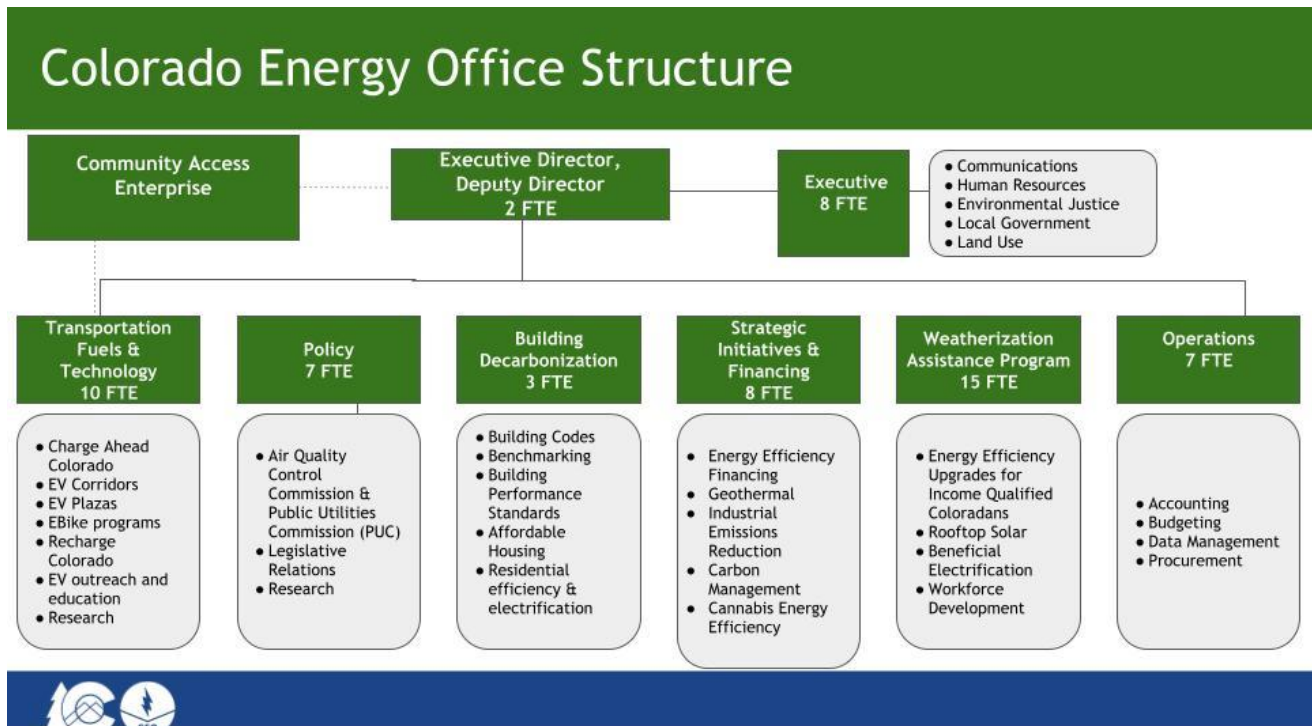 Colorado Energy Office Structure
Community Access
Enterprise
Executive Director,
Deputy Director
2 FTE
Executive
8 FTE
● Communications
● Human Resources
● Environmental Justice
● Local Government
● Land Use
Transportation
Fuels &
Technology
10 FTE
● Charge Ahead
Colorado
● EV Corridors
● EV Plazas
● EBike programs
● Recharge
Colorado
● EV outreach and
education
● Research
Policy
7 FTE
● Air Quality
Control
Commission &
Public Utilities
Commission (PUC)
● Legislative
Relations
● Research
Building
Decarbonization
3 FTE
● Building Codes
● Benchmarking
● Building
Performance
Standards
● Affordable
Housing
● Residential
efficiency &
electrification
Strategic
Initiatives &
Financing
8 FTE
● Energy Efficiency
Financing
● Geothermal
● Industrial
Emissions
Reduction
● Carbon
Management
● Cannabis Energy
Efficiency
Weatherization
Assistance Program
15 FTE
● Energy Efficiency
Upgrades for
Income Qualified
Coloradans
● Rooftop Solar
● Beneficial
Electrification
● Workforce
Development
Operations
7 FTE
● Accounting
● Budgeting
● Data Management
● Procurement